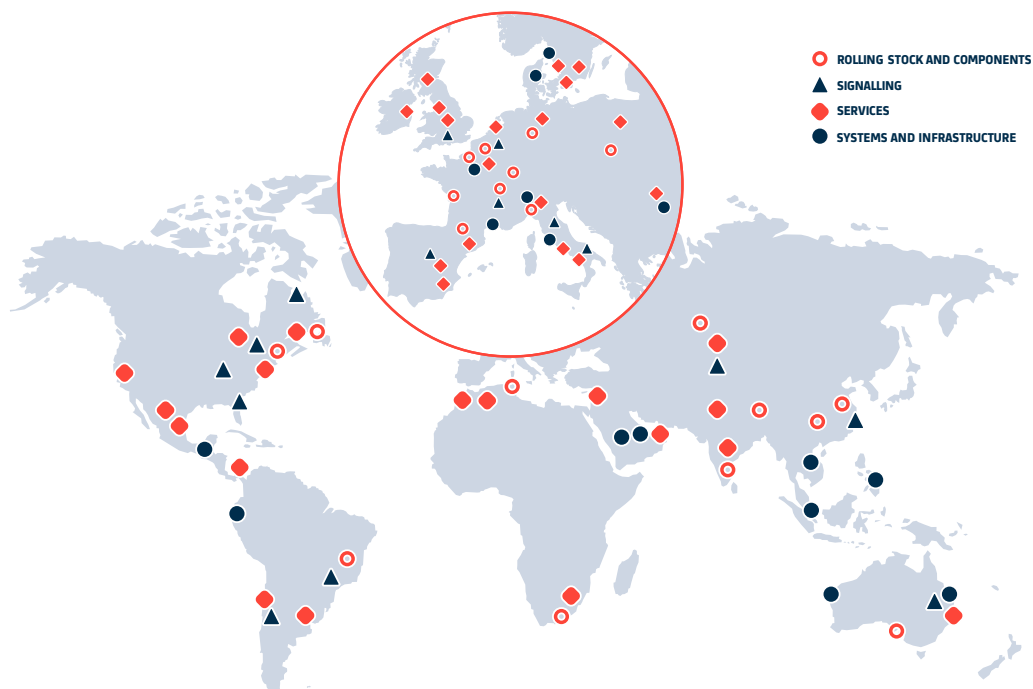 ROLLING STOCK AND COMPONENTS
SIGNALLING
SERVICES
SYSTEMS AND INFRASTRUCTURE